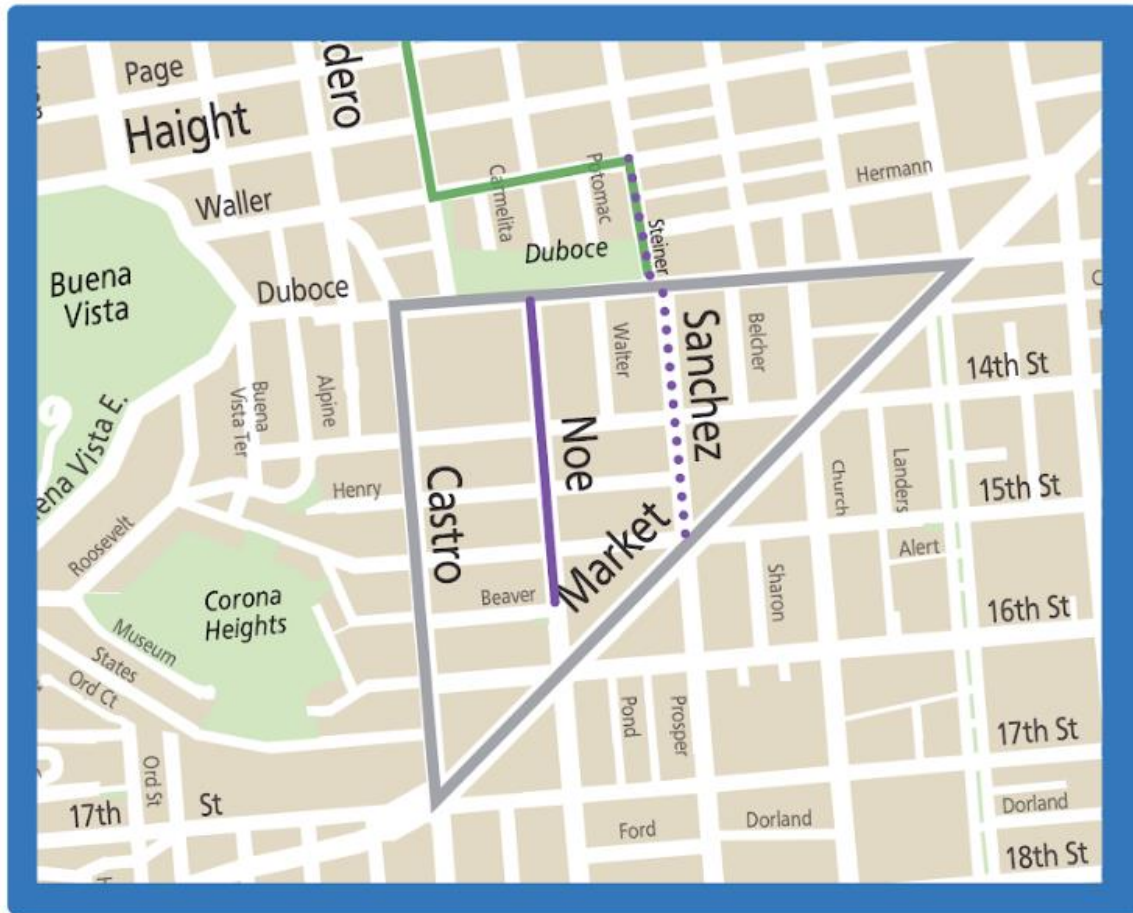 Page
Haight
dero
Waller
Carmelita
Potomac
Steiner
Hermann
Buena
Vista
Duboce
Duboce
Sanchez
Walter
Belcher
14th St
Buena
Vista Ter
Alpine
ena Vista E.
Noe
Castro
Henry
Church
Landers
15th St
Roosevelt
Market
Alert
Beaver
Sharon
Corona
Heights
16th St
Museum
States
Ord Ct
Pond
Prosper
17th St
Ord St
17th
St
Ford
Dorland
Dorland
18th St